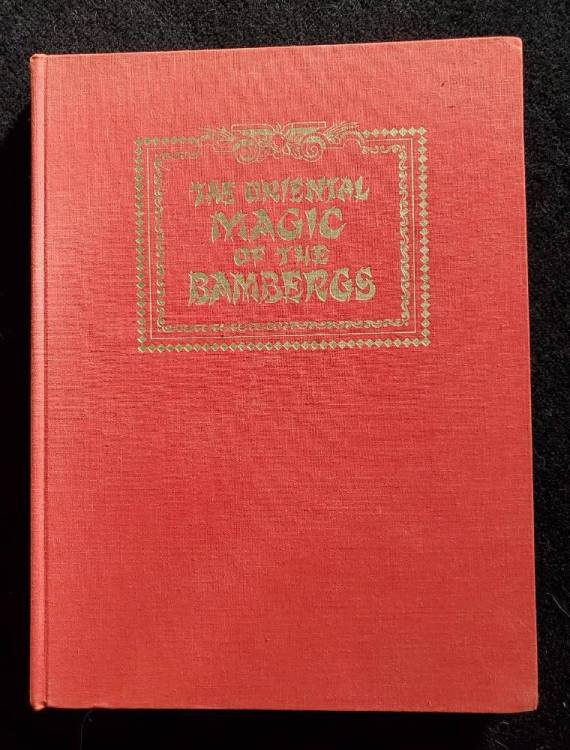 THE ORIENTAL
MAGIC
OF THE
BAMBERGS